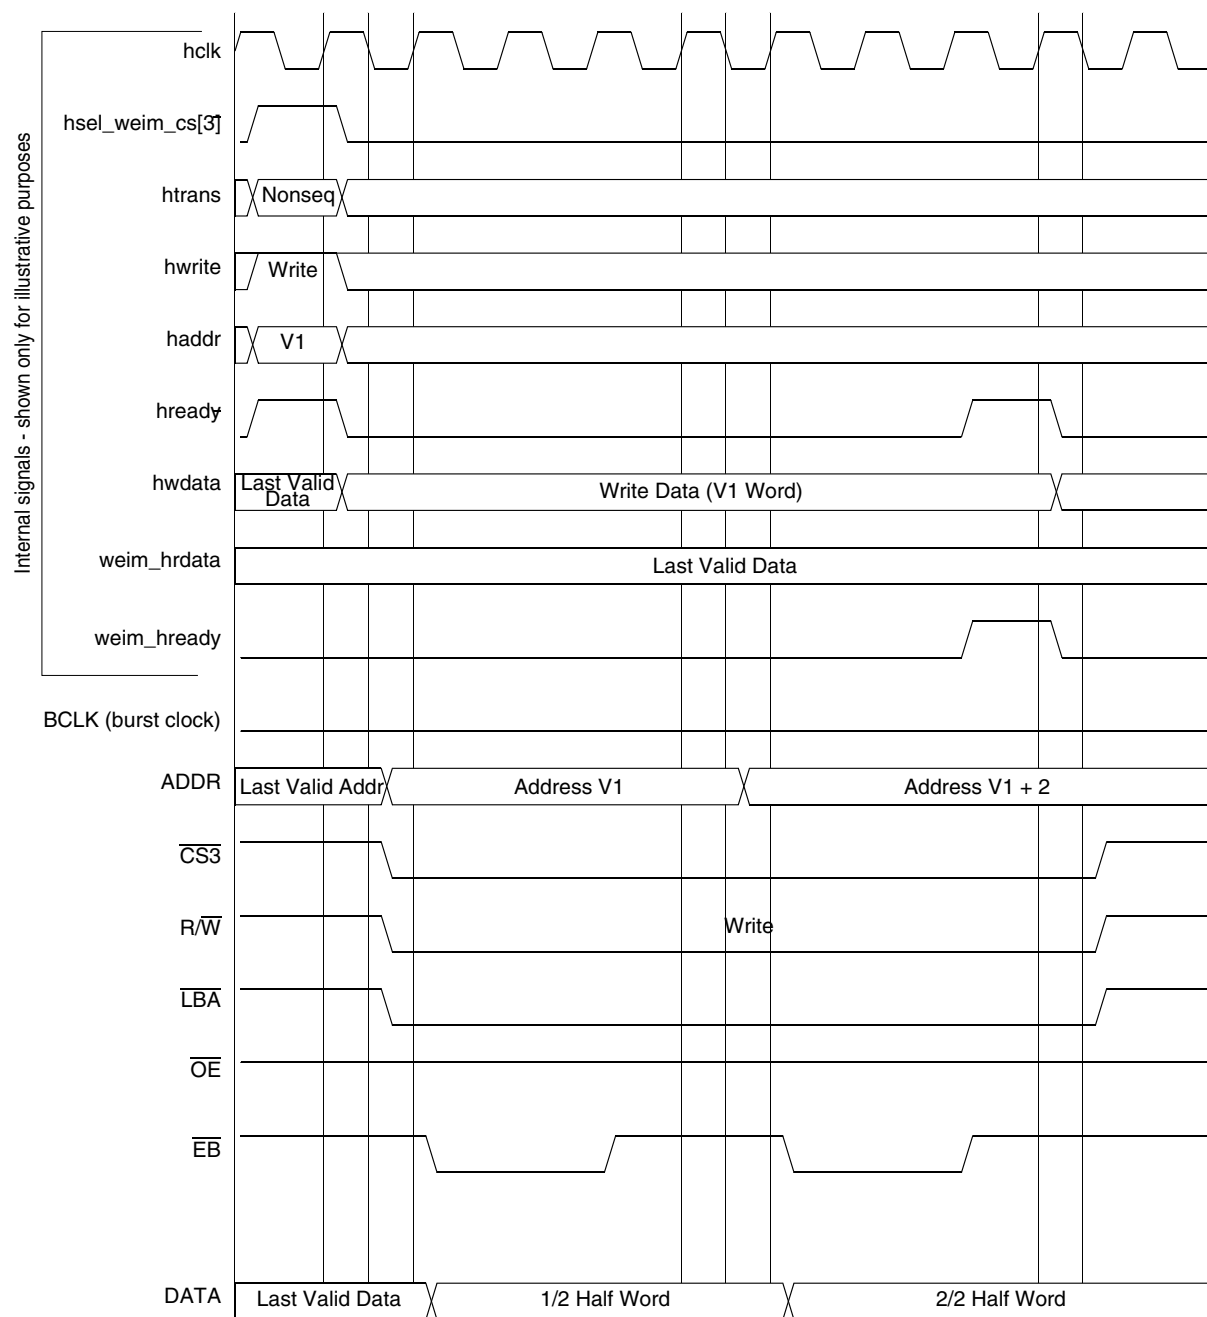 Internal signals - shown only for illustrative purposes
hclk
hsel_weim_cs[3]
htrans
Nonseq
hwrite
Write
haddr
V1
hready
hwdata
Last Valid
Data
Write Data (V1 Word)
weim_hrdata
Last Valid Data
weim_hready
BCLK (burst clock)
ADDR
Last Valid Addr
Address V1
Address V1 + 2
CS3
R/W
Write
LBA
OE
EB
DATA
Last Valid Data
1/2 Half Word
2/2 Half Word